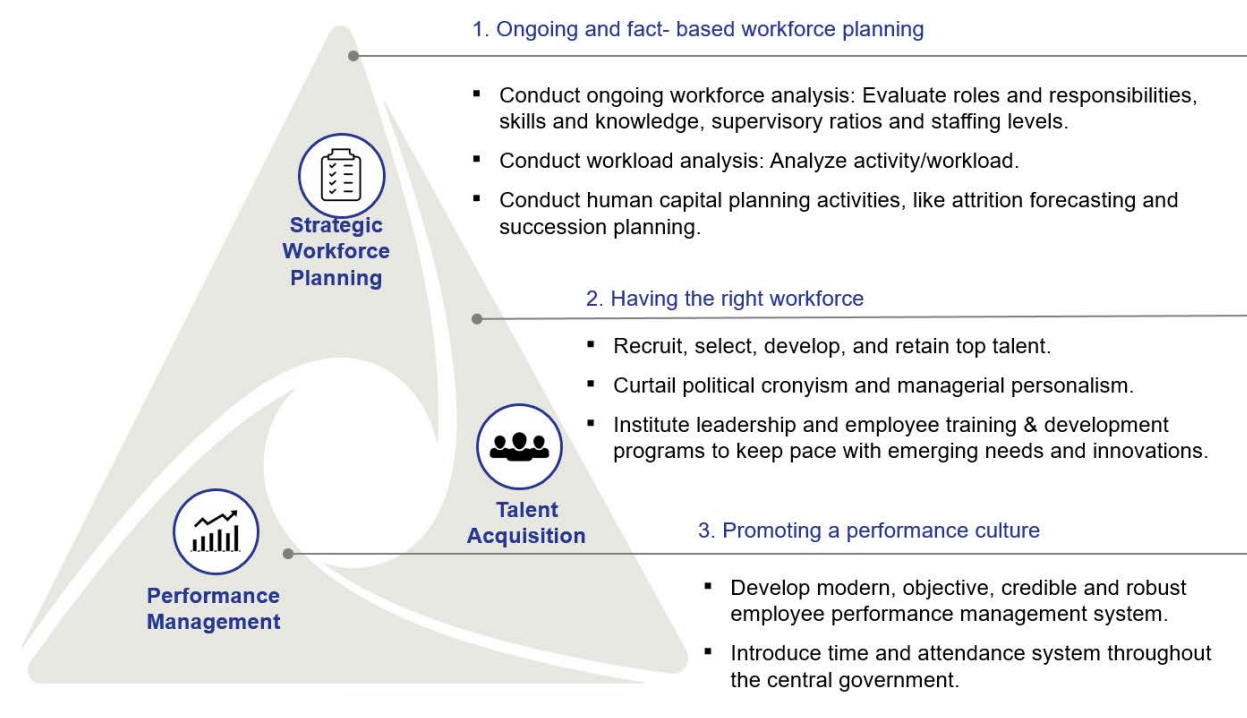 1. Ongoing and fact- based workforce planning
▪ Conduct ongoing workforce analysis: Evaluate roles and responsibilities,
skills and knowledge, supervisory ratios and staffing levels.
▪ Conduct workload analysis: Analyze activity/workload.
▪ Conduct human capital planning activities, like attrition forecasting and
succession planning.
Strategic
Workforce
Planning
2. Having the right workforce
▪ Recruit, select, develop, and retain top talent.
▪ Curtail political cronyism and managerial personalism.
▪ Institute leadership and employee training & development
programs to keep pace with emerging needs and innovations.
Talent
Acquisition
3. Promoting a performance culture
▪ Develop modern, objective, credible and robust
employee performance management system.
▪ Introduce time and attendance system throughout
the central government.
Performance
Management